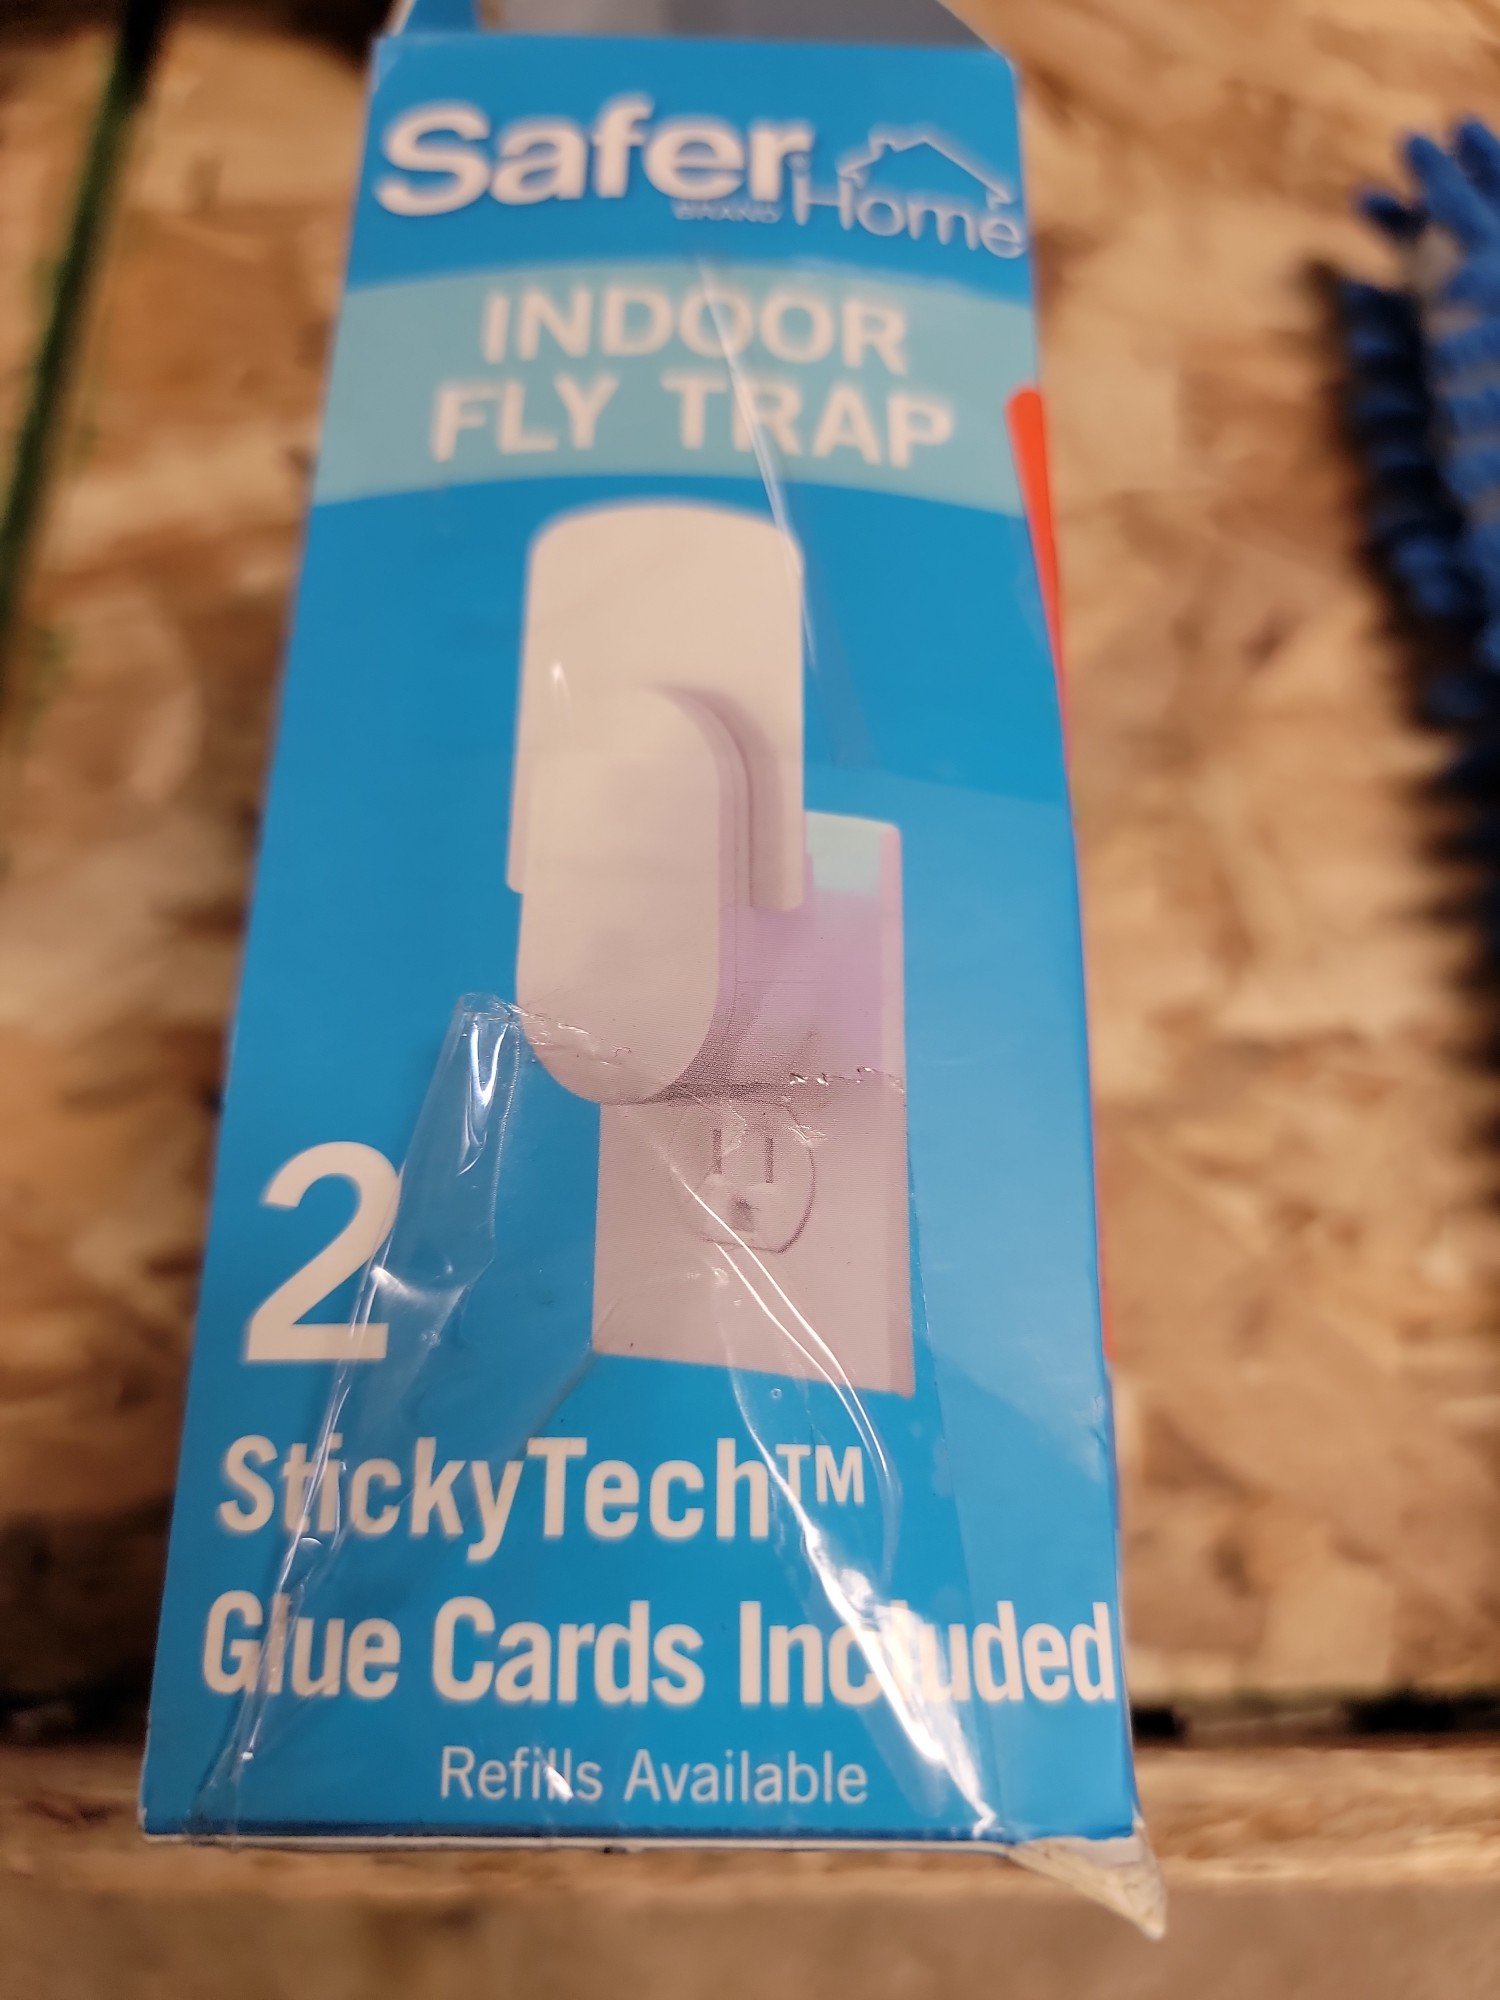 Safer
BRAND
Home
INDOOR
FLY TRAP
2
StickyTech™
Glue Cards Included
Refills Available